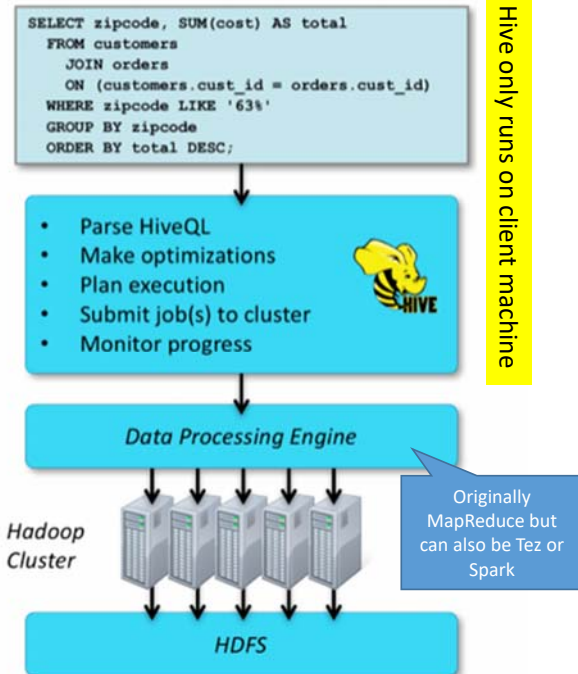 SELECT zipcode, SUM(cost) AS total
FROM customers
JOIN orders
ON (customers.cust_id = orders.cust_id)
WHERE zipcode LIKE '63%'
GROUP BY zipcode
ORDER BY total DESC;
Hive only runs on client machine
• Parse HiveQL
• Make optimizations
• Plan execution
• Submit job(s) to cluster
• Monitor progress
HIVE
Data Processing Engine
Originally
MapReduce but
can also be Tez or
Spark
Hadoop
Cluster
HDFS